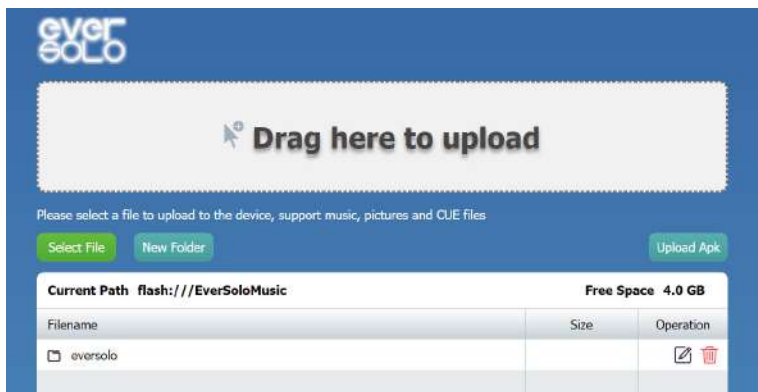 ever
SOLO
Drag here to upload
Please select a file to upload to the device, support music, pictures and CUE files
Select File New Folder Upload Apk
Current Path flash:///EverSoloMusic Free Space 4.0 GB
Filename Size Operation
eversolo